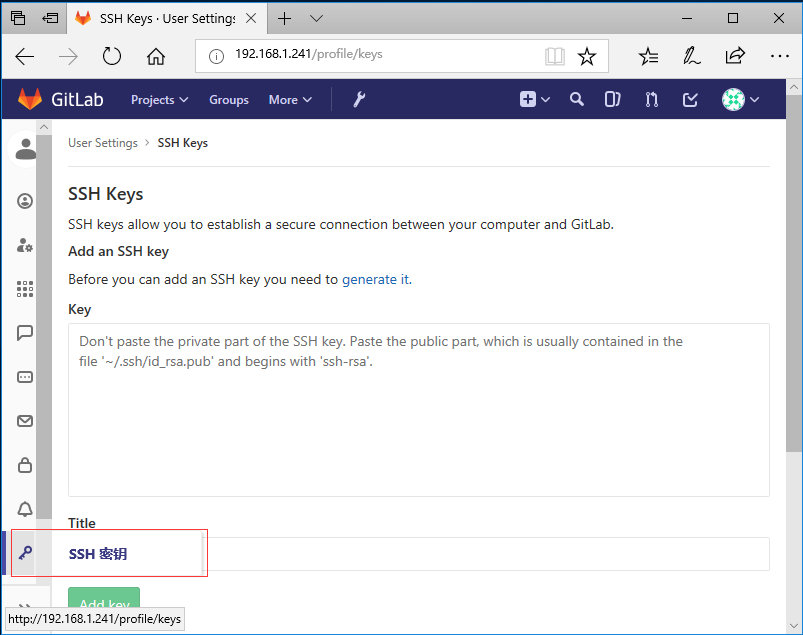 SSH Keys · User Settings
192.168.1.241/profile/keys
GitLab
Projects
Groups
More
User Settings > SSH Keys
SSH Keys
SSH keys allow you to establish a secure connection between your computer and GitLab.
Add an SSH key
Before you can add an SSH key you need to generate it.
Key
Don't paste the private part of the SSH key. Paste the public part, which is usually contained in the
file '~/.ssh/id_rsa.pub' and begins with 'ssh-rsa'.
Title
SSH 密钥
Add key
http://192.168.1.241/profile/keys